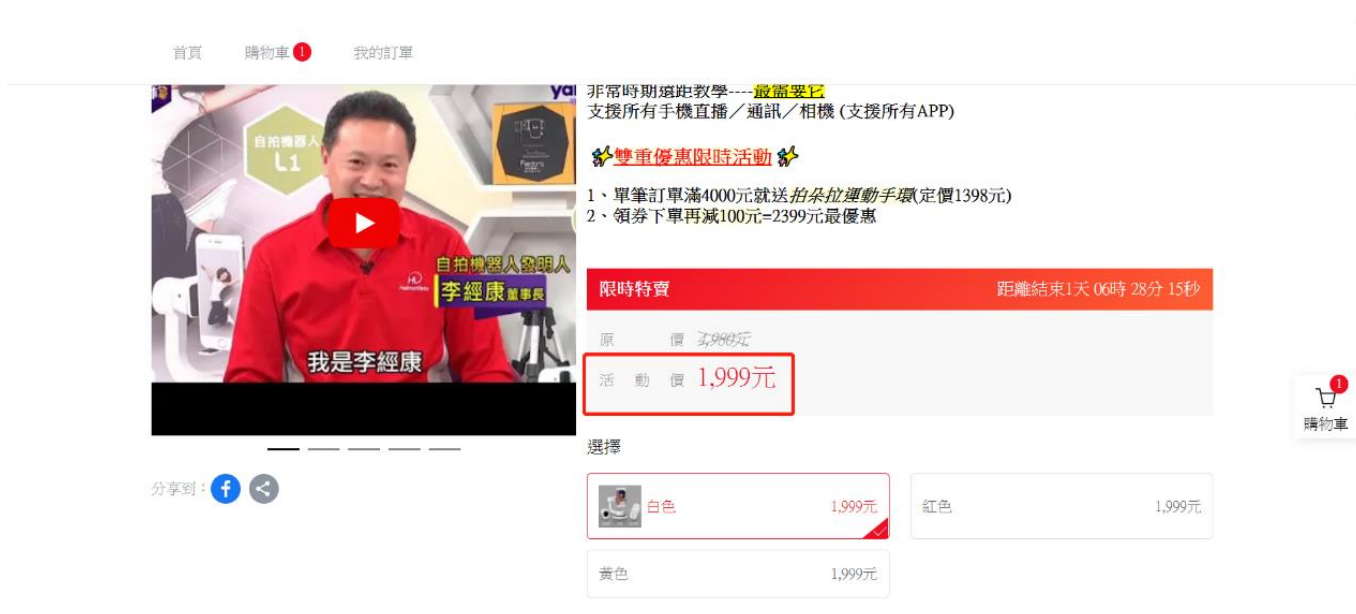 首頁
購物車 1
我的訂單
非常時期遠距教學----最需要它
支援所有手機直播／通訊／相機 (支援所有APP)
雙重優惠限時活動
1、單筆訂單滿4000元就送拍朵拉運動手環(定價1398元)
2、領券下單再減100元=2399元最優惠
自拍機器人
L1
自拍機器人發明人
李經康董事長
我是李經康
限時特賣
距離結束1天 06時 28分 15秒
原 價
活 動 價 1,999元
選擇
白色 1,999元
紅色 1,999元
黃色 1,999元
分享到：
1
購物車